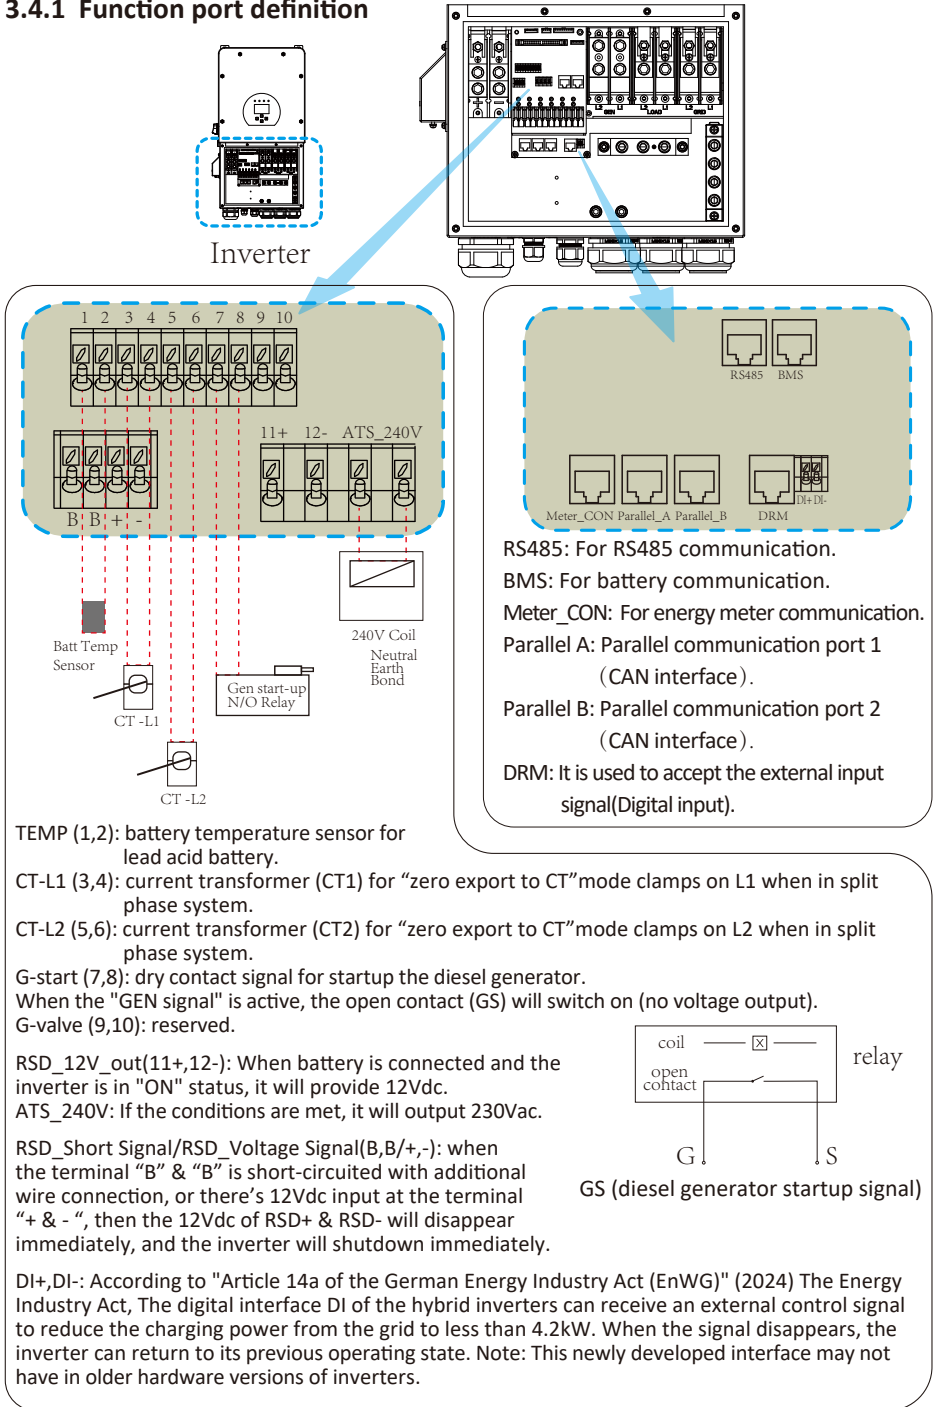 3.4.1 Function port definition
L2 L1 L2 L1 L2 L1
GEN LOAD GRID
Inverter
1 2 3 4 5 6 7 8 9 10
11+ 12- ATS_240V
B B + -
RS485 BMS
DI+ DI-
Meter_CON Parallel_A Parallel_B DRM
Batt Temp
Sensor
CT -L1
CT -L2
Gen start-up
N/O Relay
240V Coil
Neutral
Earth
Bond
RS485: For RS485 communication.
BMS: For battery communication.
Meter_CON: For energy meter communication.
Parallel A: Parallel communication port 1
（CAN interface）.
Parallel B: Parallel communication port 2
（CAN interface）.
DRM: It is used to accept the external input
signal(Digital input).
TEMP (1,2): battery temperature sensor for
lead acid battery.
CT-L1 (3,4): current transformer (CT1) for “zero export to CT”mode clamps on L1 when in split
phase system.
CT-L2 (5,6): current transformer (CT2) for “zero export to CT”mode clamps on L2 when in split
phase system.
G-start (7,8): dry contact signal for startup the diesel generator.
When the "GEN signal" is active, the open contact (GS) will switch on (no voltage output).
G-valve (9,10): reserved.
RSD_12V_out(11+,12-): When battery is connected and the
inverter is in "ON" status, it will provide 12Vdc.
ATS_240V: If the conditions are met, it will output 230Vac.
RSD_Short Signal/RSD_Voltage Signal(B,B/+,-): when
the terminal “B” & “B” is short-circuited with additional
wire connection, or there’s 12Vdc input at the terminal
“+ & - “, then the 12Vdc of RSD+ & RSD- will disappear
immediately, and the inverter will shutdown immediately.
coil
open
contact
relay
G S
GS (diesel generator startup signal)
DI+,DI-: According to "Article 14a of the German Energy Industry Act (EnWG)" (2024) The Energy
Industry Act, The digital interface DI of the hybrid inverters can receive an external control signal
to reduce the charging power from the grid to less than 4.2kW. When the signal disappears, the
inverter can return to its previous operating state. Note: This newly developed interface may not
have in older hardware versions of inverters.